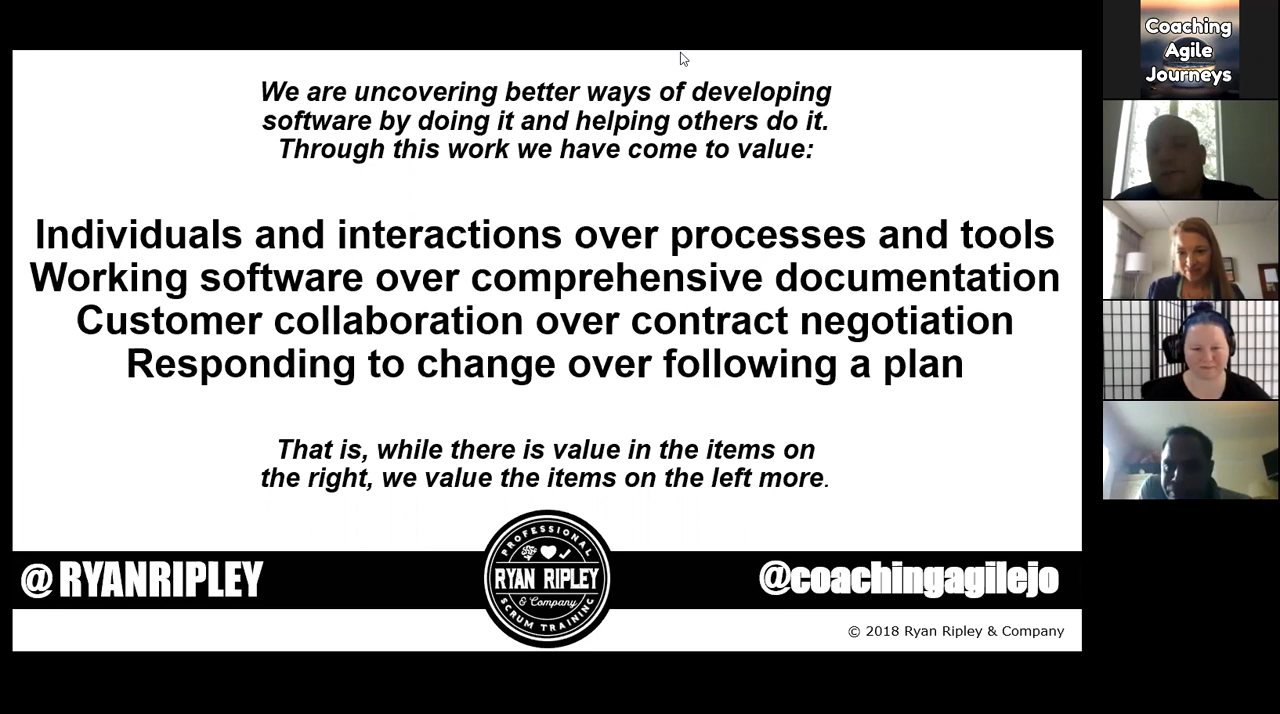 We are uncovering better ways of developing
software by doing it and helping others do it.
Through this work we have come to value:
Individuals and interactions over processes and tools
Working software over comprehensive documentation
Customer collaboration over contract negotiation
Responding to change over following a plan
That is, while there is value in the items on
the right, we value the items on the left more.
@RYANRIPLEY
PROFESSIONAL
RYAN RIPLEY
& Company
SCRUM TRAINING
@coachingagilejo
© 2018 Ryan Ripley & Company
Coaching
Agile
Journeys